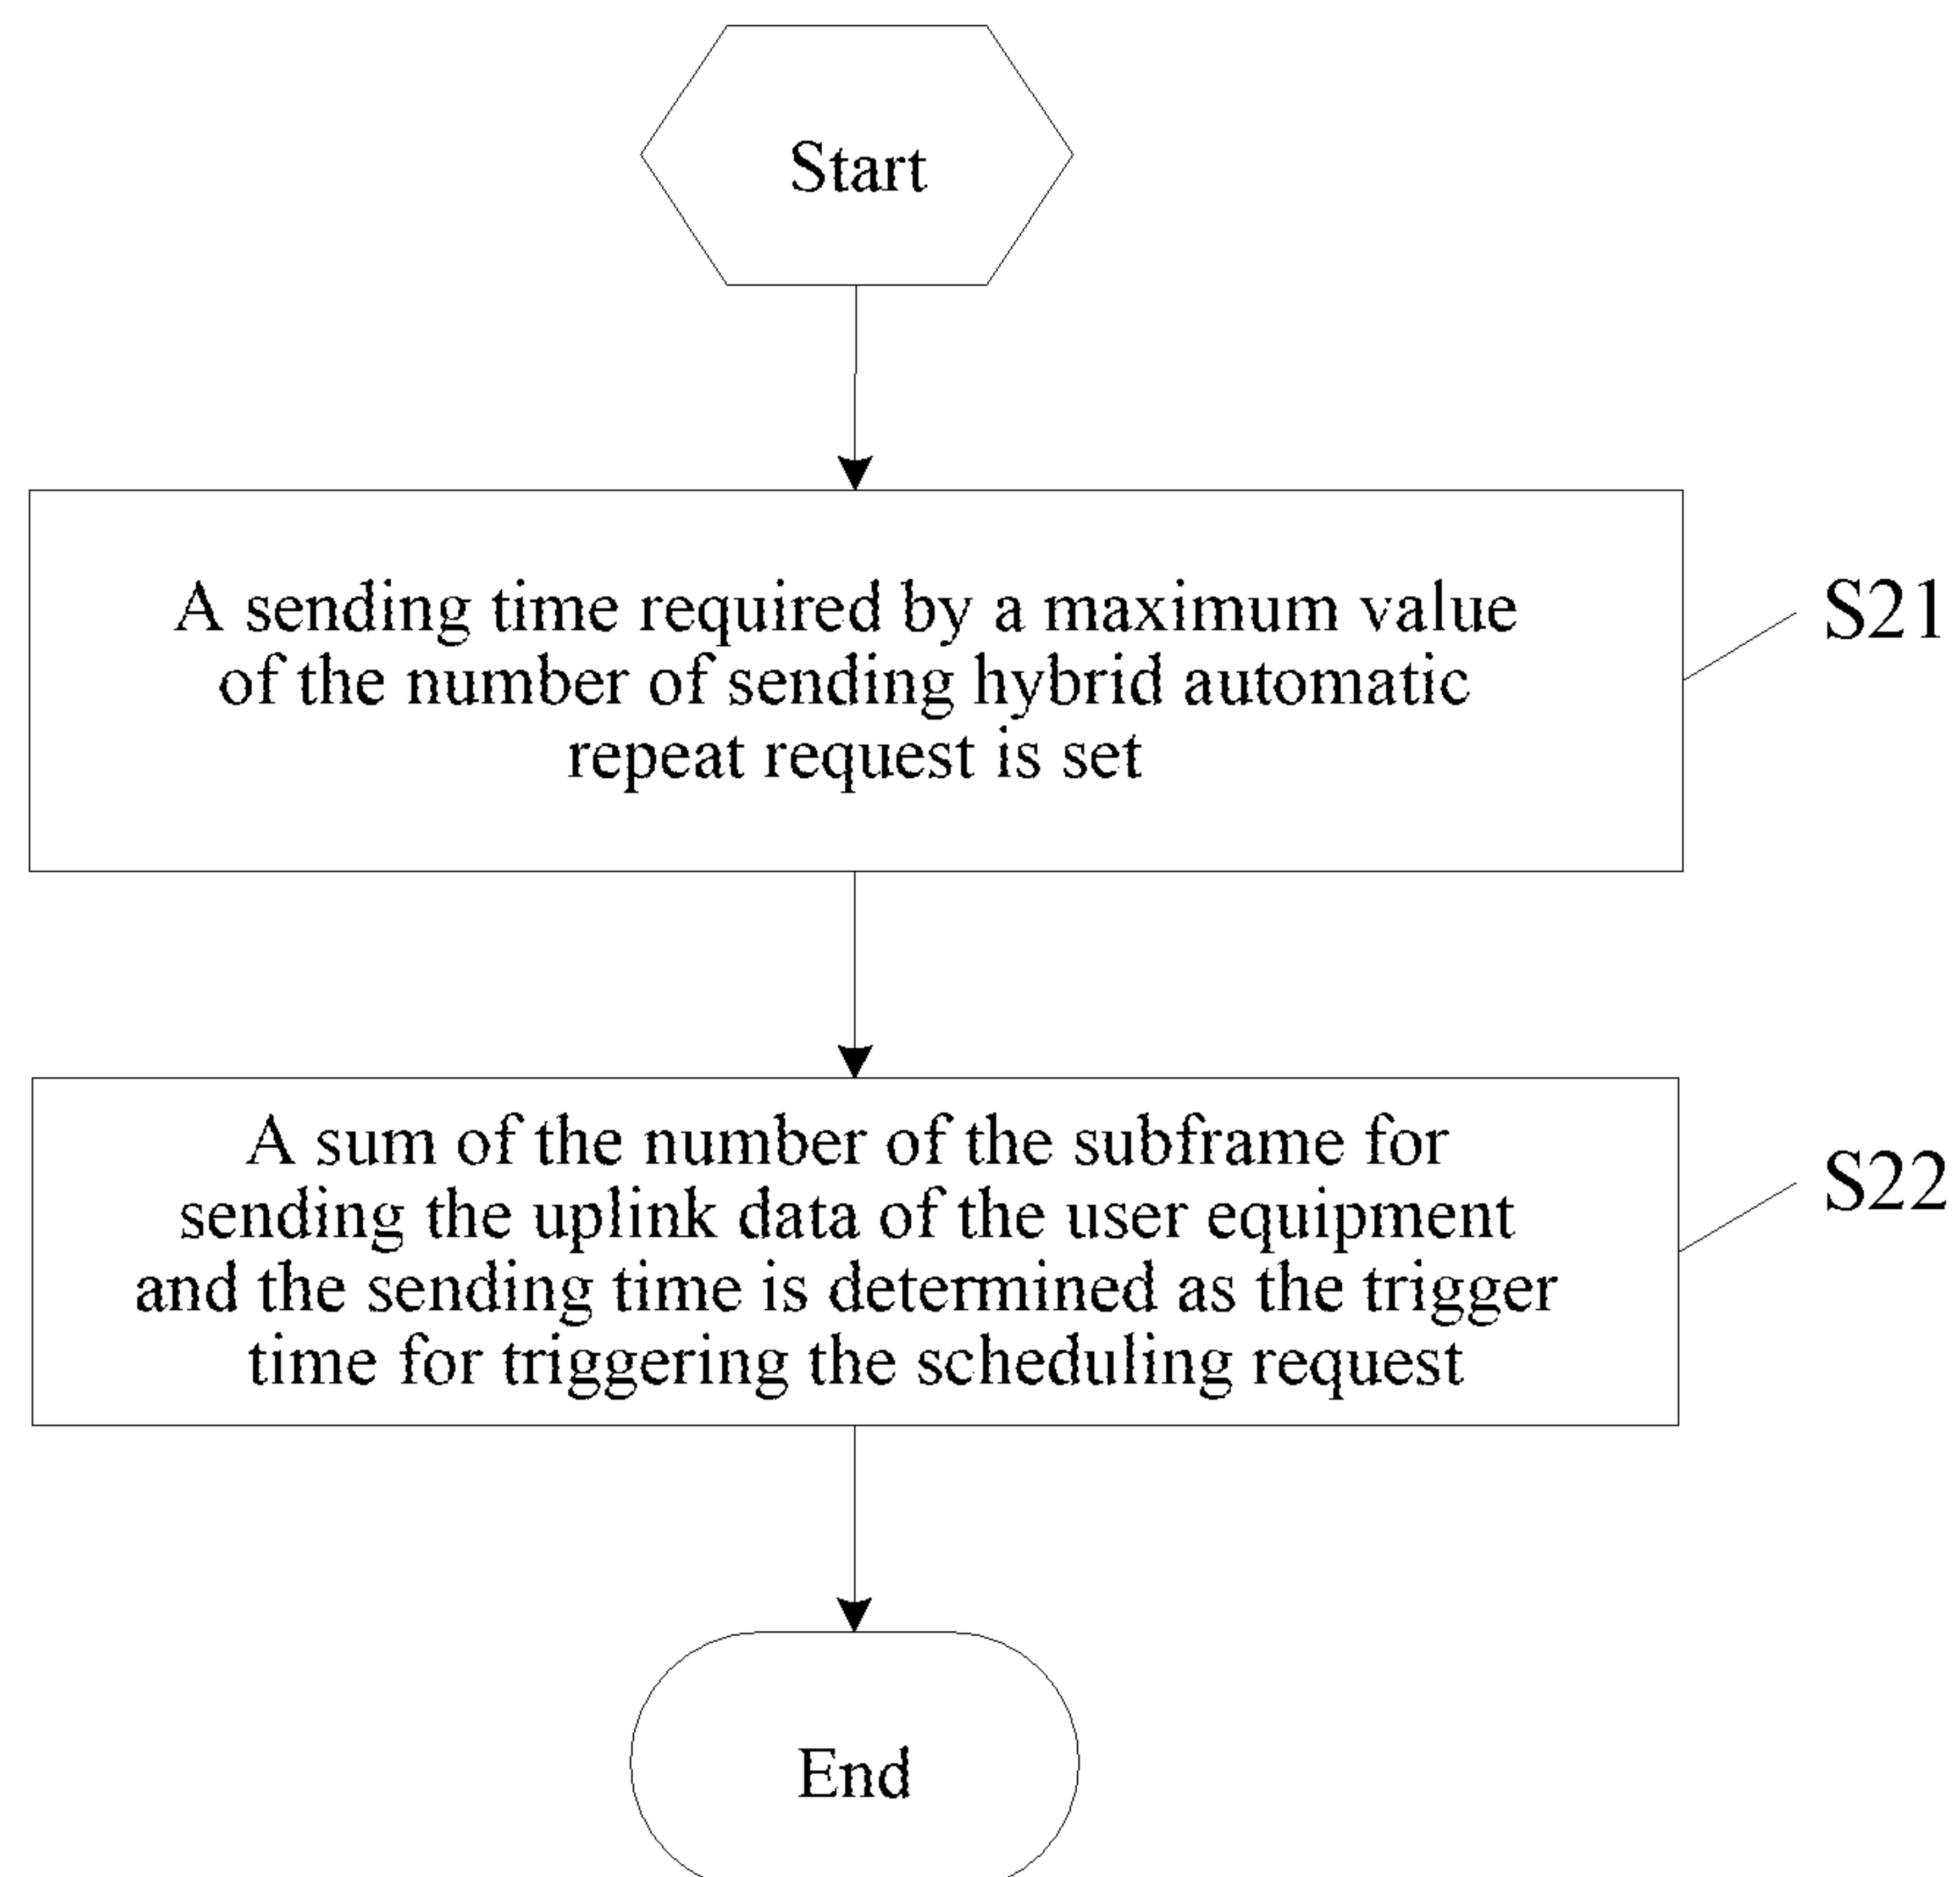 Start
A sending time required by a maximum value
of the number of sending hybrid automatic
repeat request is set
S21
A sum of the number of the subframe for
sending the uplink data of the user equipment
and the sending time is determined as the trigger
time for triggering the scheduling request
S22
End